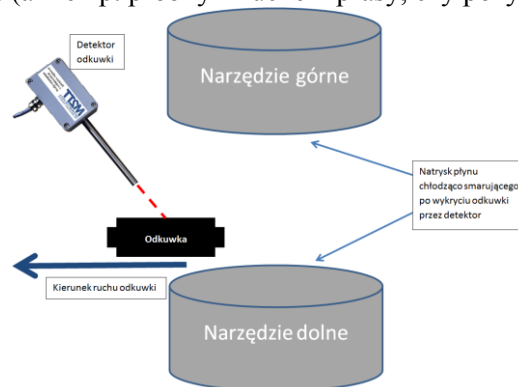 Detektor
odkuwki
Narzędzie górne
TTSM
Natrysk płynu
chłodząco smarującego
po wykryciu odkuwki
przez detektor
Odkuwka
Kierunek ruchu odkuwki
Narzędzie dolne